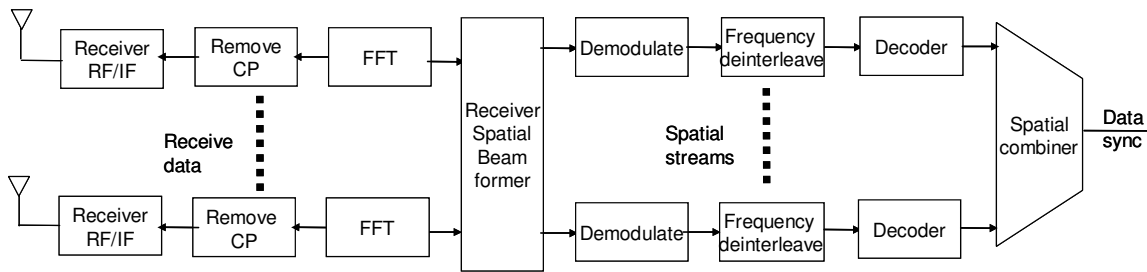 Receiver
RF/IF
Remove
CP
FFT
Receiver
Spatial
Beam
former
Demodulate
Frequency
deinterleave
Decoder
Receive
data
Spatial
streams
Spatial
combiner
Data
sync
Receiver
RF/IF
Remove
CP
FFT
Demodulate
Frequency
deinterleave
Decoder